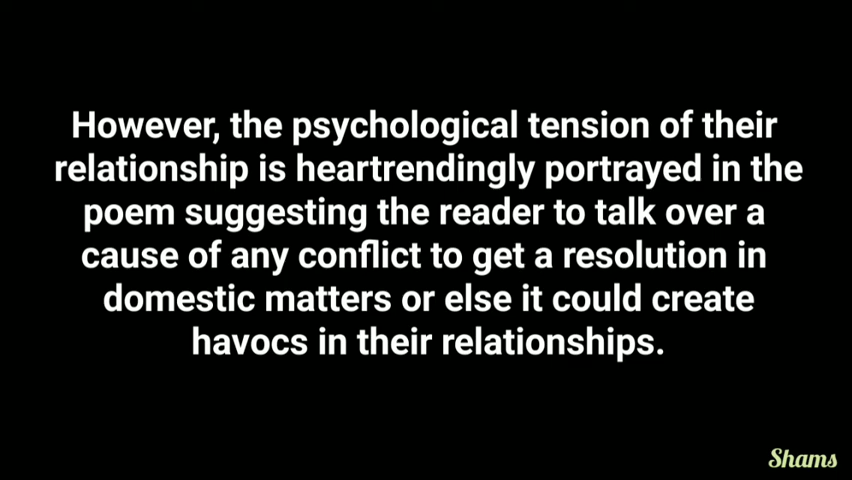 However, the psychological tension of their
relationship is heartrendingly portrayed in the
poem suggesting the reader to talk over a
cause of any conflict to get a resolution in
domestic matters or else it could create
havocs in their relationships.
Shams